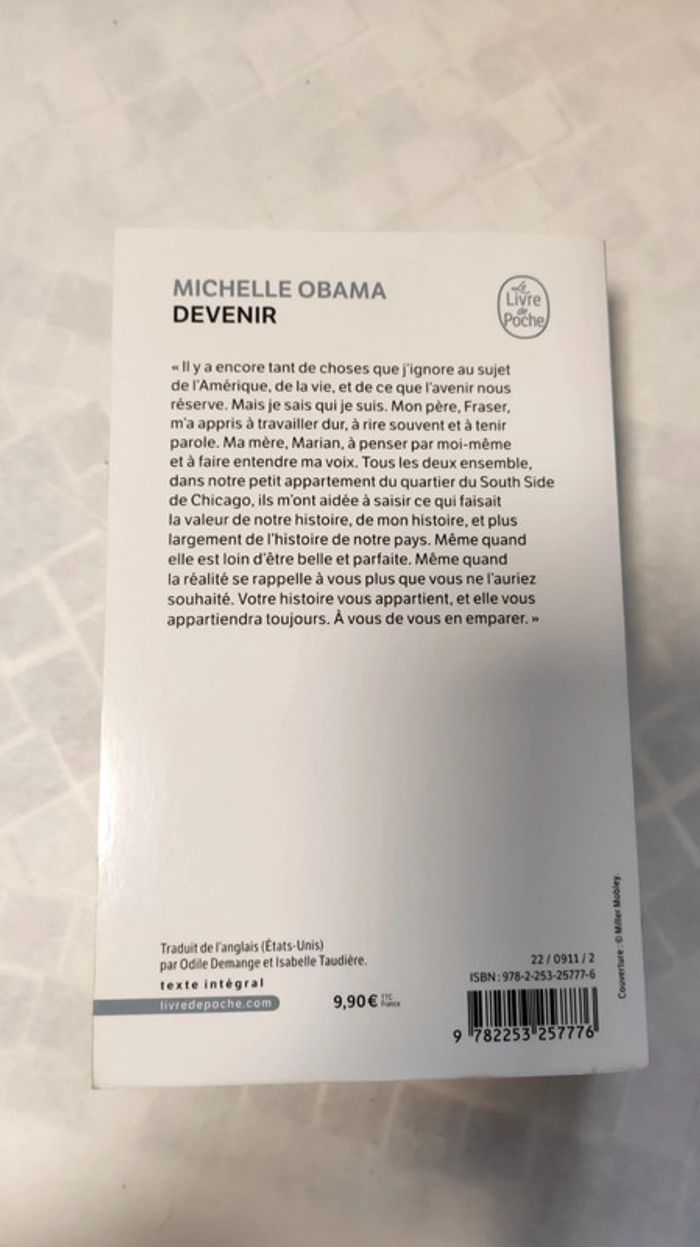 MICHELLE OBAMA
DEVENIR
Le
Livre
de
Poche
« Il y a encore tant de choses que j'ignore au sujet
de l'Amérique, de la vie, et de ce que l'avenir nous
réserve. Mais je sais qui je suis. Mon père, Fraser,
m'a appris à travailler dur, à rire souvent et à tenir
parole. Ma mère, Marian, à penser par moi-même
et à faire entendre ma voix. Tous les deux ensemble,
dans notre petit appartement du quartier du South Side
de Chicago, ils m'ont aidée à saisir ce qui faisait
la valeur de notre histoire, de mon histoire, et plus
largement de l'histoire de notre pays. Même quand
elle est loin d'être belle et parfaite. Même quand
la réalité se rappelle à vous plus que vous ne l'auriez
souhaité. Votre histoire vous appartient, et elle vous
appartiendra toujours. À vous de vous en emparer. »
Traduit de l'anglais (États-Unis)
par Odile Demange et Isabelle Taudière.
texte intégral
livredepoche.com
9,90 € TTC
France
22 / 0911 / 2
ISBN : 978-2-253-25777-6
9 782253 257776
Couverture : © Miller Mobley.